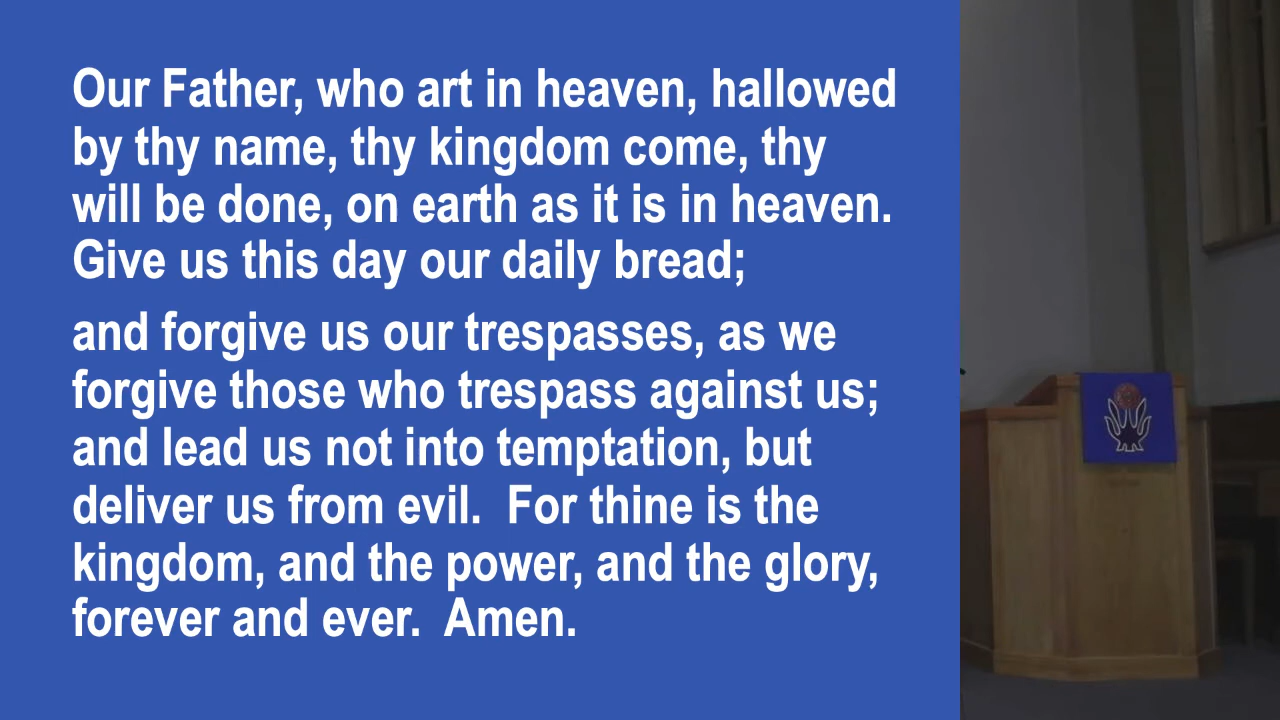 Our Father, who art in heaven, hallowed
by thy name, thy kingdom come, thy
will be done, on earth as it is in heaven.
Give us this day our daily bread;
and forgive us our trespasses, as we
forgive those who trespass against us;
and lead us not into temptation, but
deliver us from evil.  For thine is the
kingdom, and the power, and the glory,
forever and ever.  Amen.